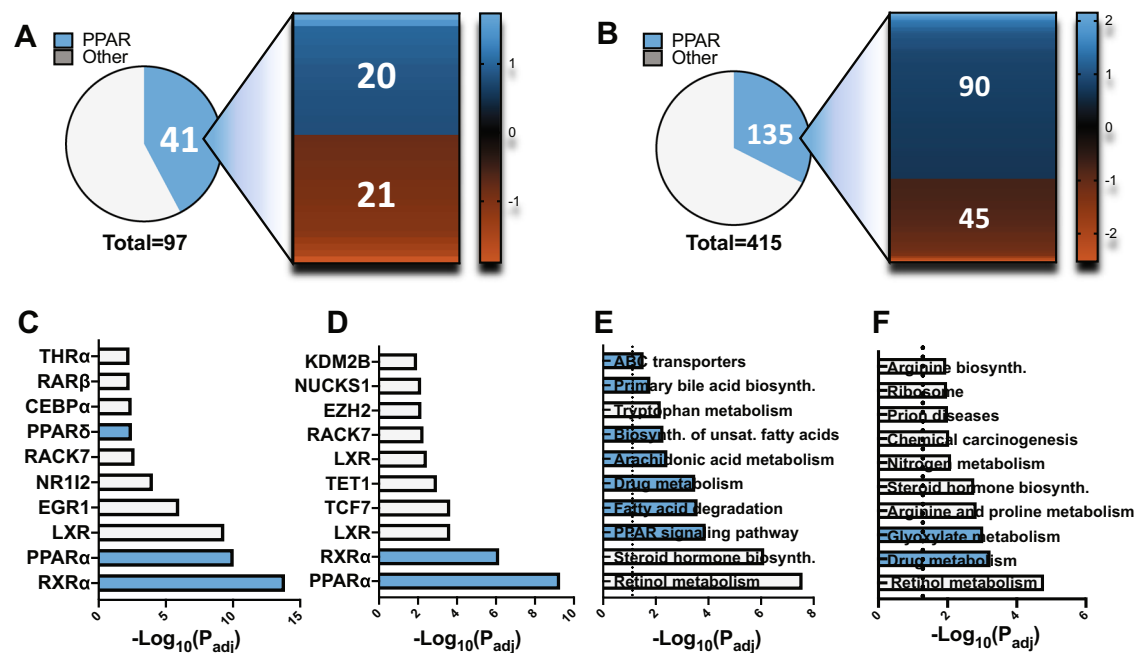 A
PPAR
Other
41
Total=97
20
21
1
0
-1
B
PPAR
Other
135
Total=415
90
45
2
1
0
-1
-2
C
THRα
RARβ
CEBPα
PPARδ
RACK7
NR1I2
EGR1
LXR
PPARα
RXRα
0
5
10
15
-Log10(Padj)
D
KDM2B
NUCKS1
EZH2
RACK7
LXR
TET1
TCF7
LXR
RXRα
PPARα
0
2
4
6
8
10
-Log10(Padj)
E
ABC transporters
Primary bile acid biosynth.
Tryptophan metabolism
Biosynth. of unsat. fatty acids
Arachidonic acid metabolism
Drug metabolism
Fatty acid degradation
PPAR signaling pathway
Steroid hormone biosynth.
Retinol metabolism
0
2
4
6
8
-Log10(Padj)
F
Arginine biosynth.
Ribosome
Prion diseases
Chemical carcinogenesis
Nitrogen metabolism
Steroid hormone biosynth.
Arginine and proline metabolism
Glyoxylate metabolism
Drug metabolism
Retinol metabolism
0
2
4
6
-Log10(Padj)